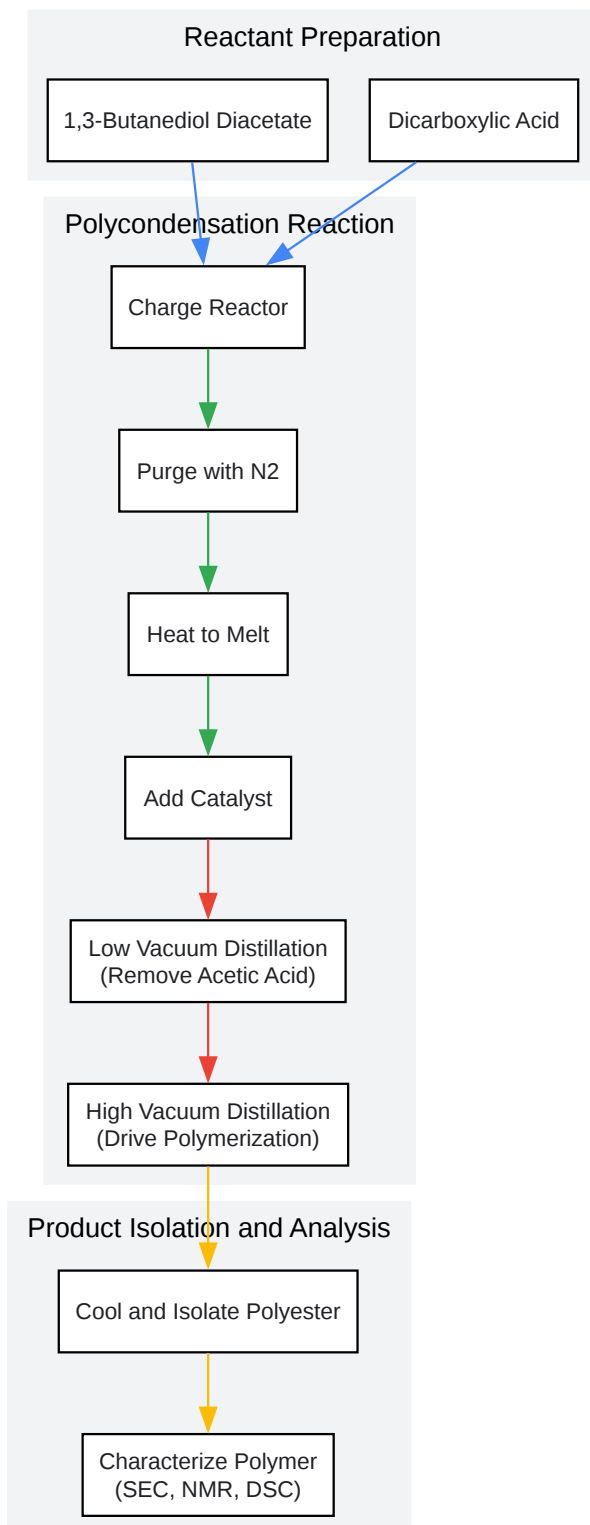 Reactant Preparation
1,3-Butanediol Diacetate
Dicarboxylic Acid
Polycondensation Reaction
Charge Reactor
Purge with N2
Heat to Melt
Add Catalyst
Low Vacuum Distillation
(Remove Acetic Acid)
High Vacuum Distillation
(Drive Polymerization)
Product Isolation and Analysis
Cool and Isolate Polyester
Characterize Polymer
(SEC, NMR, DSC)